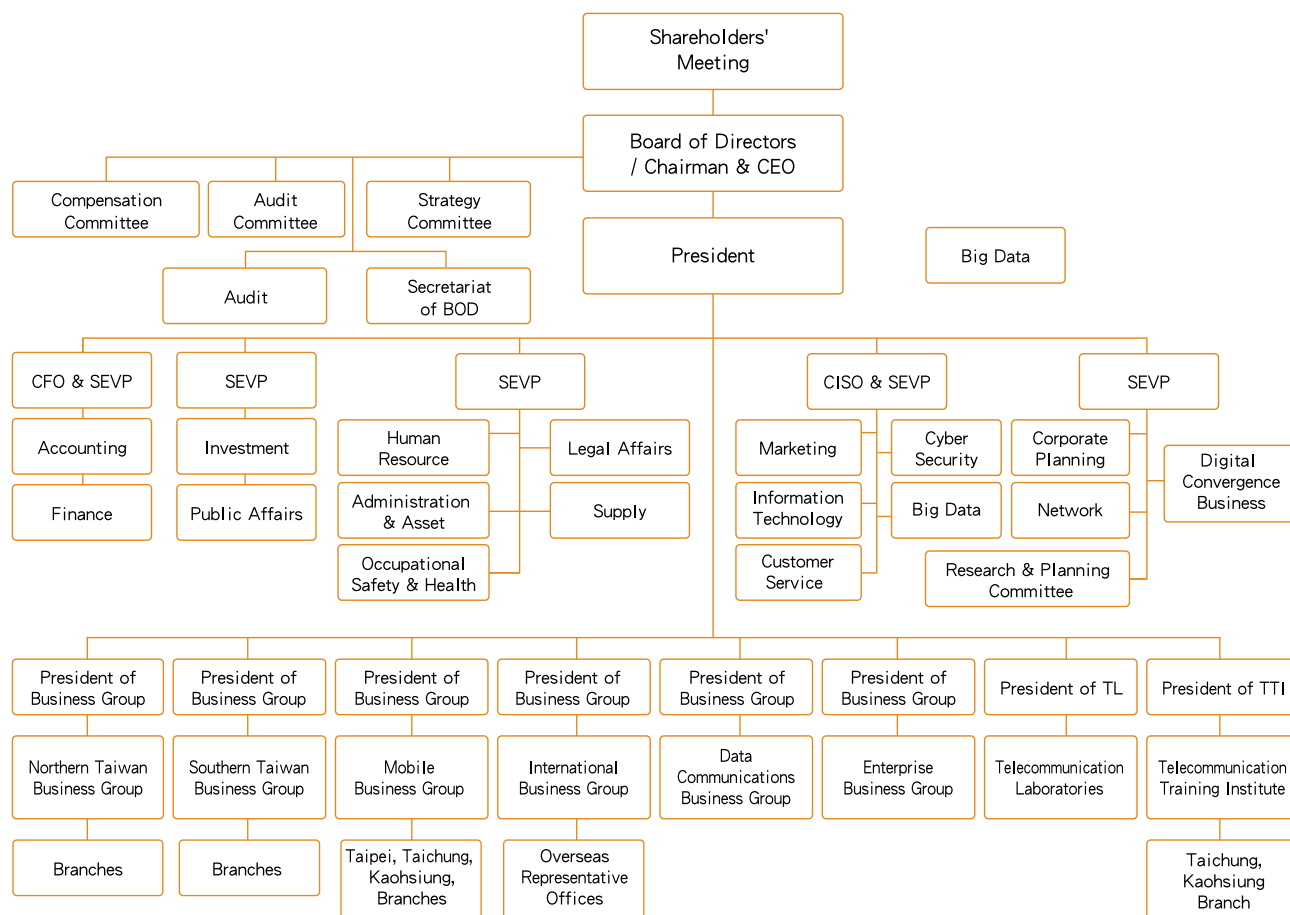 Shareholders'
Meeting
Board of Directors
/ Chairman & CEO
Compensation
Committee
Audit
Committee
Strategy
Committee
President
Big Data
Audit
Secretariat
of BOD
CFO & SEVP
SEVP
SEVP
CISO & SEVP
SEVP
Accounting
Finance
Investment
Public Affairs
Human
Resource
Legal Affairs
Administration
& Asset
Supply
Occupational
Safety & Health
Marketing
Cyber
Security
Information
Technology
Big Data
Customer
Service
Corporate
Planning
Digital
Convergence
Business
Network
Research & Planning
Committee
President of
Business Group
President of
Business Group
President of
Business Group
President of
Business Group
President of
Business Group
President of
Business Group
President of TL
President of TTI
Northern Taiwan
Business Group
Southern Taiwan
Business Group
Mobile
Business Group
International
Business Group
Data
Communications
Business Group
Enterprise
Business Group
Telecommunication
Laboratories
Telecommunication
Training Institute
Branches
Branches
Taipei, Taichung,
Kaohsiung,
Branches
Overseas
Representative
Offices
Taichung,
Kaohsiung
Branch